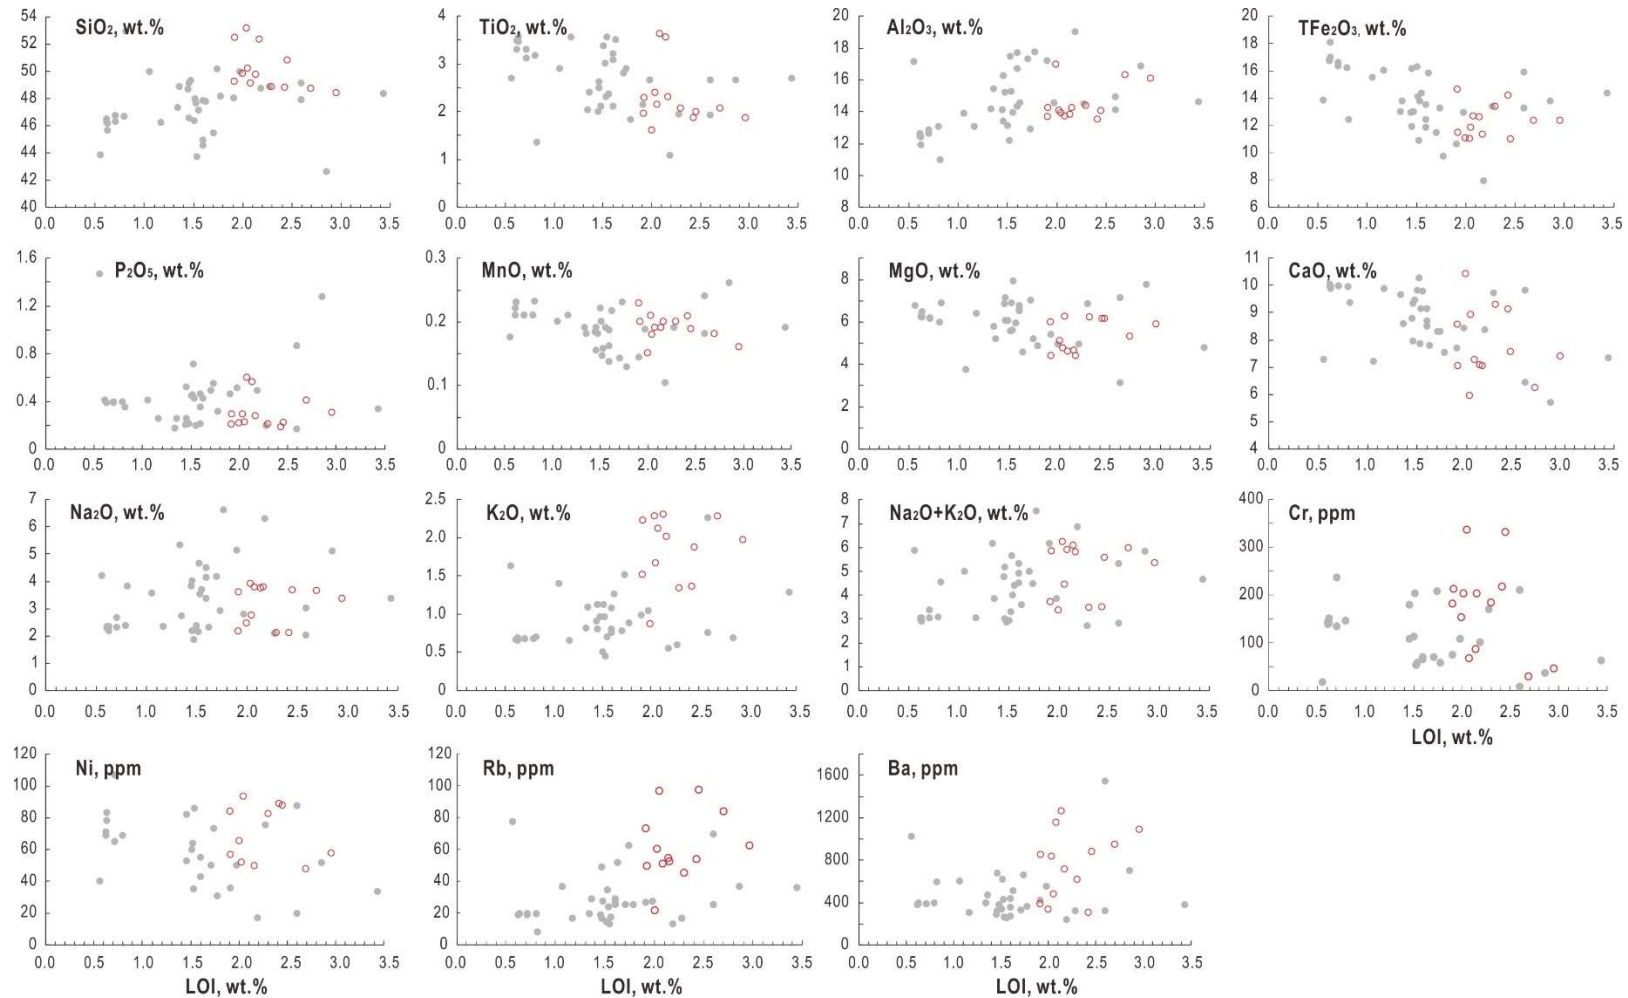 SiO2, wt.%
54
52
50
48
46
44
42
40
0.0 0.5 1.0 1.5 2.0 2.5 3.0 3.5
TiO2, wt.%
4
3
2
1
0
0.0 0.5 1.0 1.5 2.0 2.5 3.0 3.5
Al2O3, wt.%
20
18
16
14
12
10
8
0.0 0.5 1.0 1.5 2.0 2.5 3.0 3.5
TFe2O3, wt.%
20
18
16
14
12
10
8
6
0.0 0.5 1.0 1.5 2.0 2.5 3.0 3.5
P2O5, wt.%
1.6
1.2
0.8
0.4
0
0.0 0.5 1.0 1.5 2.0 2.5 3.0 3.5
MnO, wt.%
0.3
0.2
0.1
0
0.0 0.5 1.0 1.5 2.0 2.5 3.0 3.5
MgO, wt.%
8
6
4
2
0
0.0 0.5 1.0 1.5 2.0 2.5 3.0 3.5
CaO, wt.%
11
10
9
8
7
6
5
4
0.0 0.5 1.0 1.5 2.0 2.5 3.0 3.5
Na2O, wt.%
7
6
5
4
3
2
1
0
0.0 0.5 1.0 1.5 2.0 2.5 3.0 3.5
K2O, wt.%
2.5
2.0
1.5
1.0
0.5
0.0
0.0 0.5 1.0 1.5 2.0 2.5 3.0 3.5
Na2O+K2O, wt.%
8
7
6
5
4
3
2
1
0
0.0 0.5 1.0 1.5 2.0 2.5 3.0 3.5
Cr, ppm
400
300
200
100
0
0.0 0.5 1.0 1.5 2.0 2.5 3.0 3.5
LOI, wt.%
Ni, ppm
120
100
80
60
40
20
0
0.0 0.5 1.0 1.5 2.0 2.5 3.0 3.5
LOI, wt.%
Rb, ppm
120
100
80
60
40
20
0
0.0 0.5 1.0 1.5 2.0 2.5 3.0 3.5
LOI, wt.%
Ba, ppm
1600
1200
800
400
0
0.0 0.5 1.0 1.5 2.0 2.5 3.0 3.5
LOI, wt.%